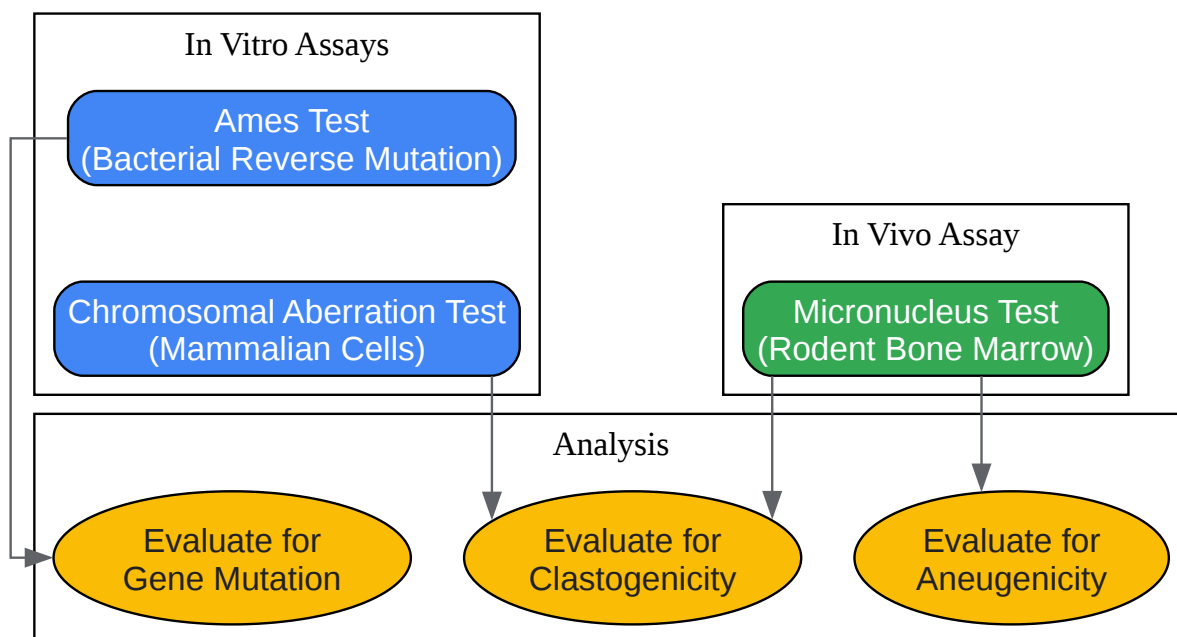 In Vitro Assays
Ames Test
(Bacterial Reverse Mutation)
Chromosomal Aberration Test
(Mammalian Cells)
In Vivo Assay
Micronucleus Test
(Rodent Bone Marrow)
Analysis
Evaluate for
Gene Mutation
Evaluate for
Clastogenicity
Evaluate for
Aneugenicity